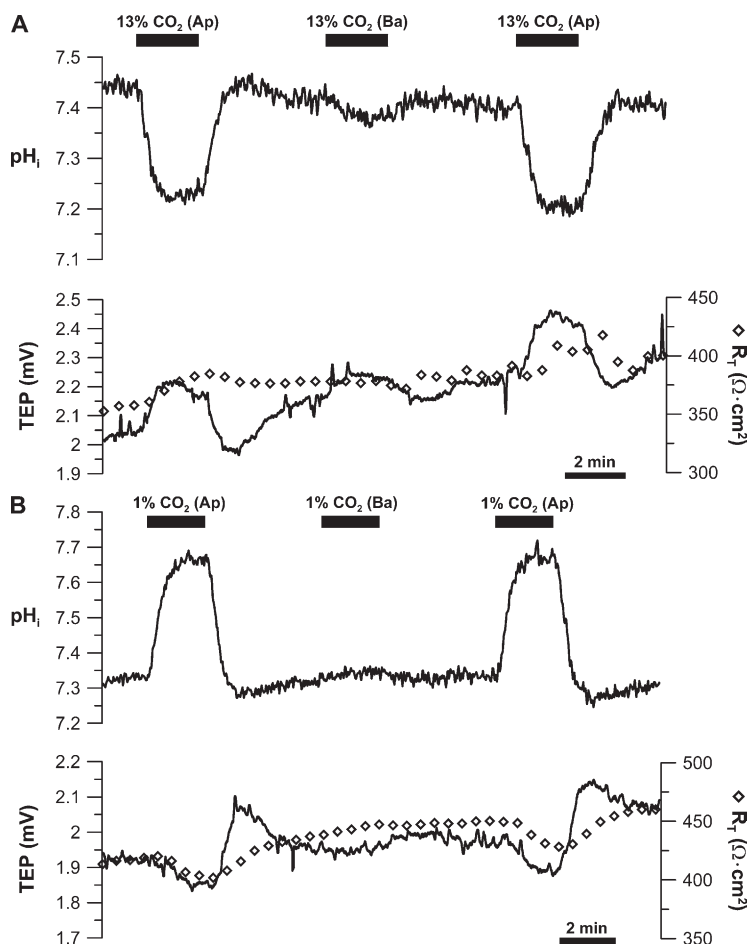 A
13% CO₂ (Ap) 13% CO₂ (Ba) 13% CO₂ (Ap)
7.5
7.4
7.3
7.2
7.1
pHᵢ
2.5
2.4
2.3
2.2
2.1
2
1.9
TEP (mV)
450
400
350
300
◇ R_T (Ω·cm²)
2 min
B
1% CO₂ (Ap) 1% CO₂ (Ba) 1% CO₂ (Ap)
7.8
7.7
7.6
7.5
7.4
7.3
7.2
pHᵢ
2.2
2.1
2
1.9
1.8
1.7
TEP (mV)
500
450
400
350
◇ R_T (Ω·cm²)
2 min